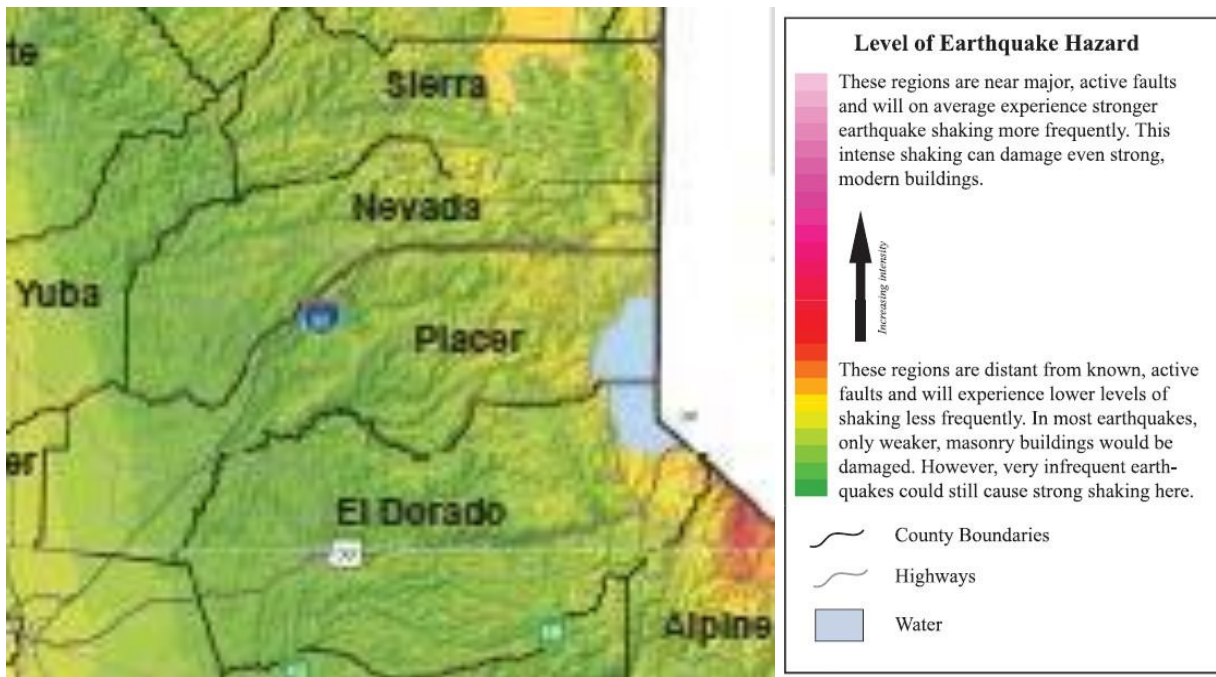 Sierra
Nevada
Yuba
Placer
El Dorado
Alpine
Level of Earthquake Hazard
These regions are near major, active faults
and will on average experience stronger
earthquake shaking more frequently. This
intense shaking can damage even strong,
modern buildings.
Increasing intensity
These regions are distant from known, active
faults and will experience lower levels of
shaking less frequently. In most earthquakes,
only weaker, masonry buildings would be
damaged. However, very infrequent earth-
quakes could still cause strong shaking here.
County Boundaries
Highways
Water